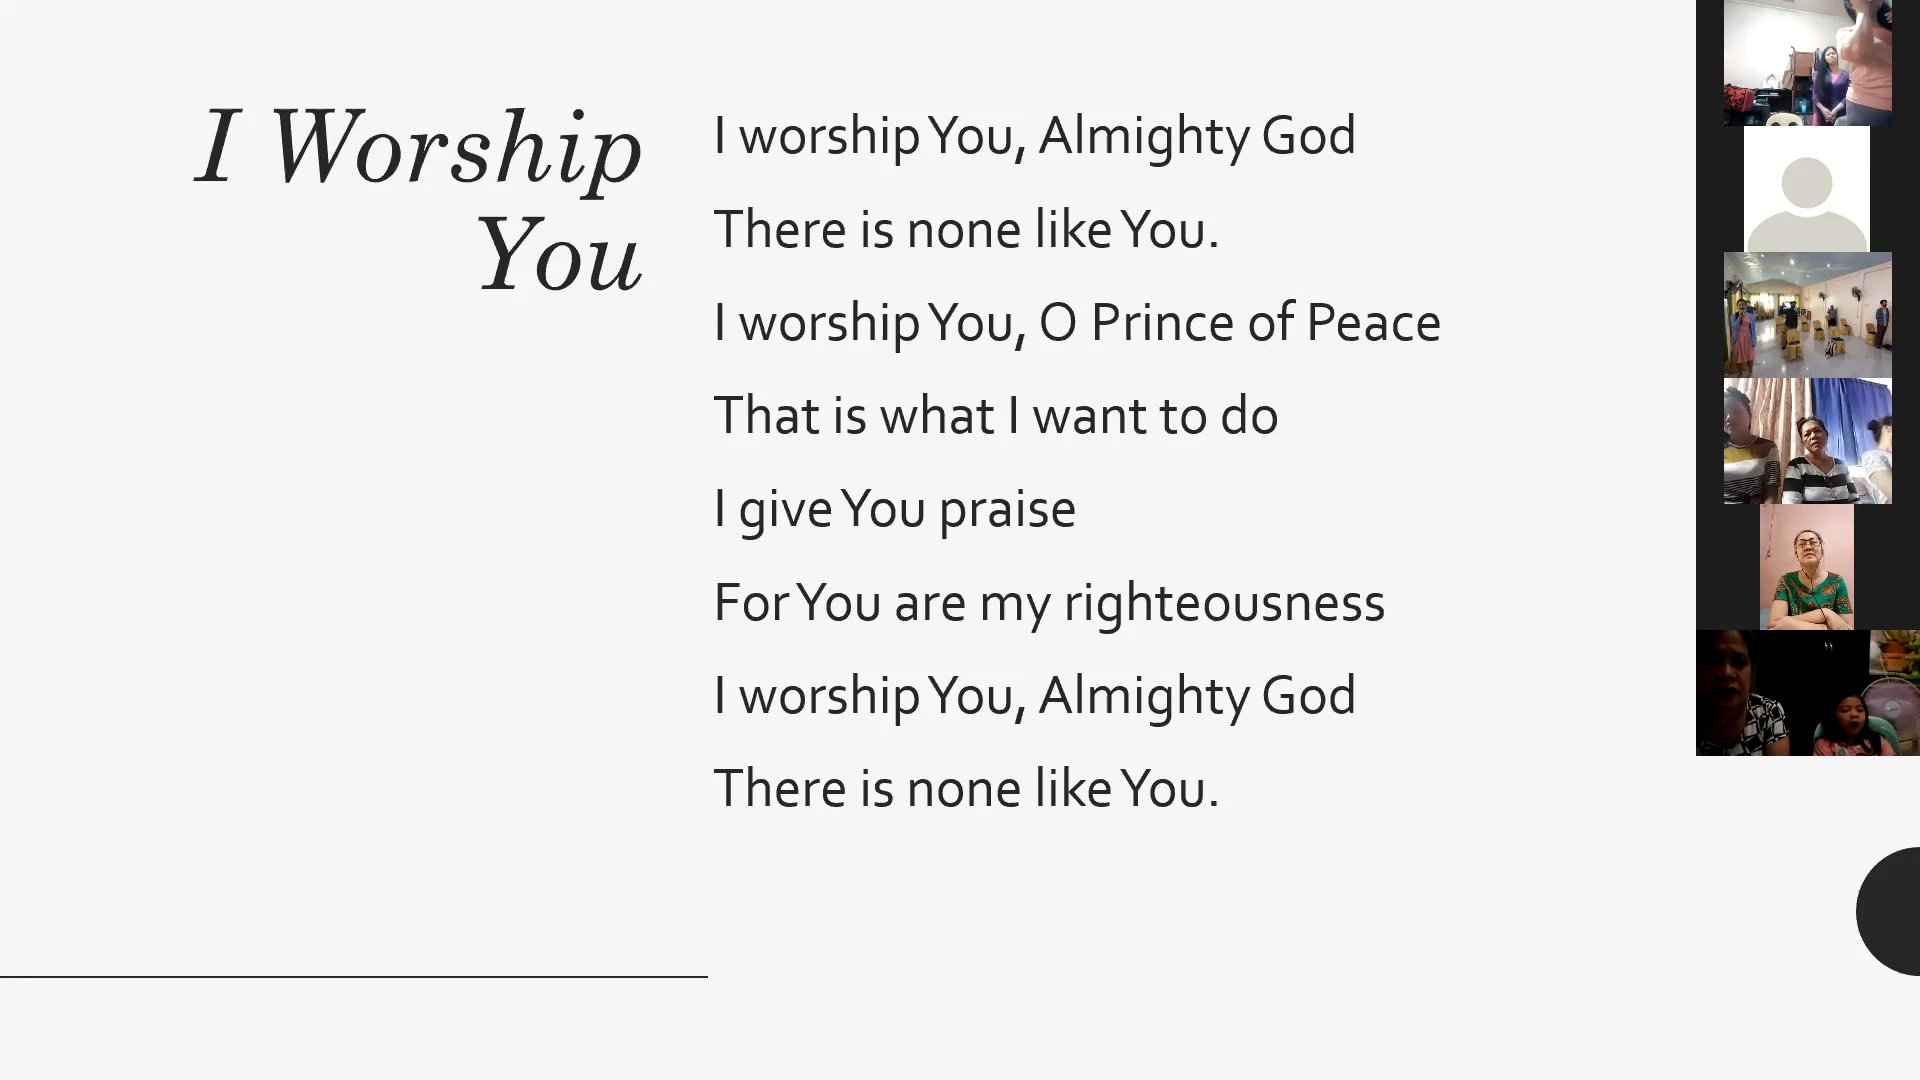 I Worship
You
I worship You, Almighty God
There is none like You.
I worship You, O Prince of Peace
That is what I want to do
I give You praise
For You are my righteousness
I worship You, Almighty God
There is none like You.